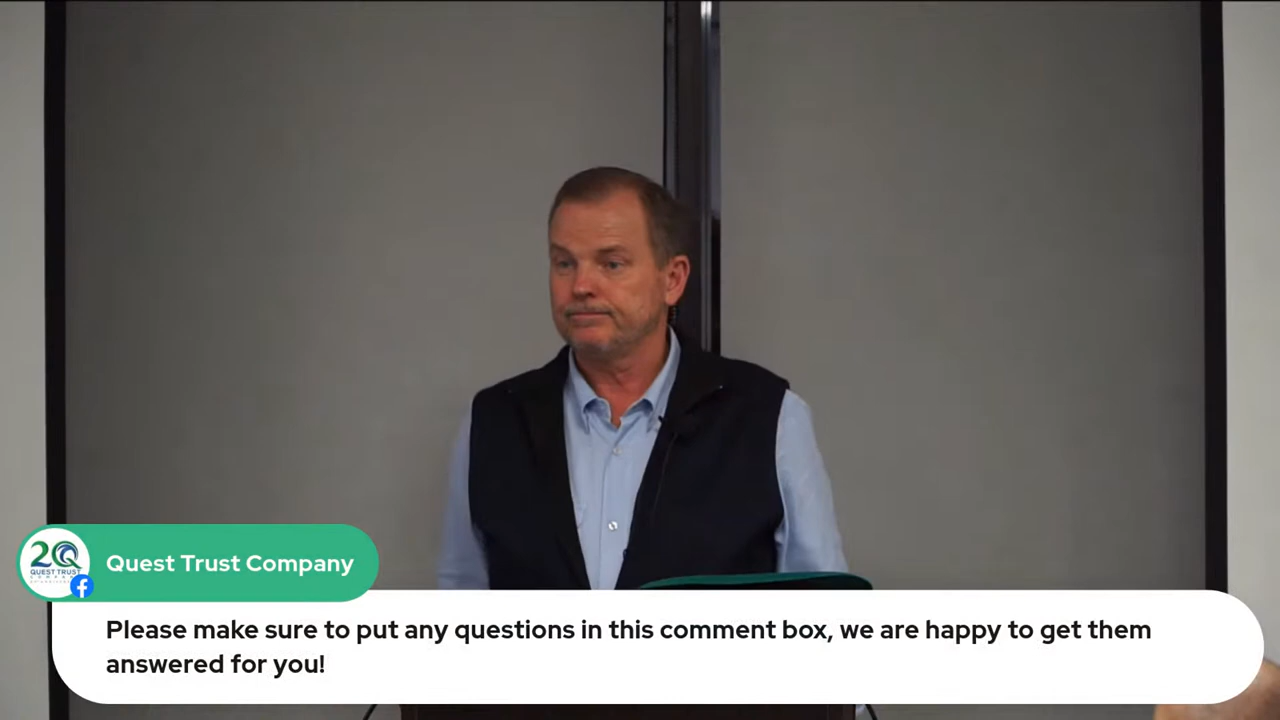 2Q
QUEST TRUST
Quest Trust Company
Please make sure to put any questions in this comment box, we are happy to get them
answered for you!